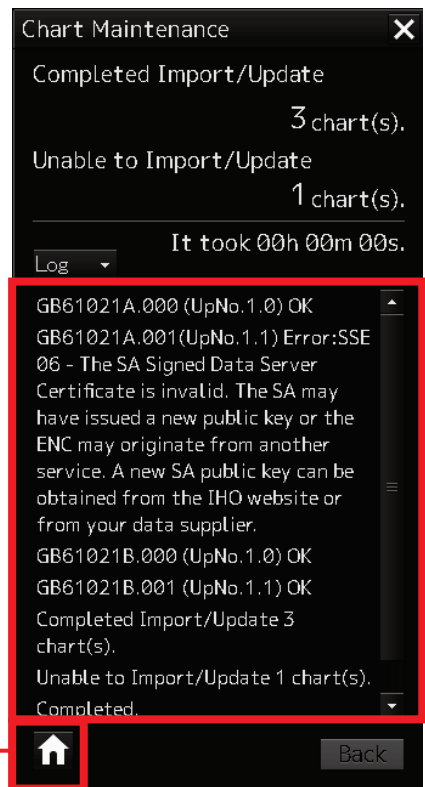 Chart Maintenance
Completed Import/Update
3 chart(s).
Unable to Import/Update
1 chart(s).
It took 00h 00m 00s.
Log
GB61021A.000 (UpNo.1.0) OK
GB61021A.001(UpNo.1.1) Error:SSE
06 - The SA Signed Data Server
Certificate is invalid. The SA may
have issued a new public key or the
ENC may originate from another
service. A new SA public key can be
obtained from the IHO website or
from your data supplier.
GB61021B.000 (UpNo.1.0) OK
GB61021B.001 (UpNo.1.1) OK
Completed Import/Update 3
chart(s).
Unable to Import/Update 1 chart(s).
Completed.
Back